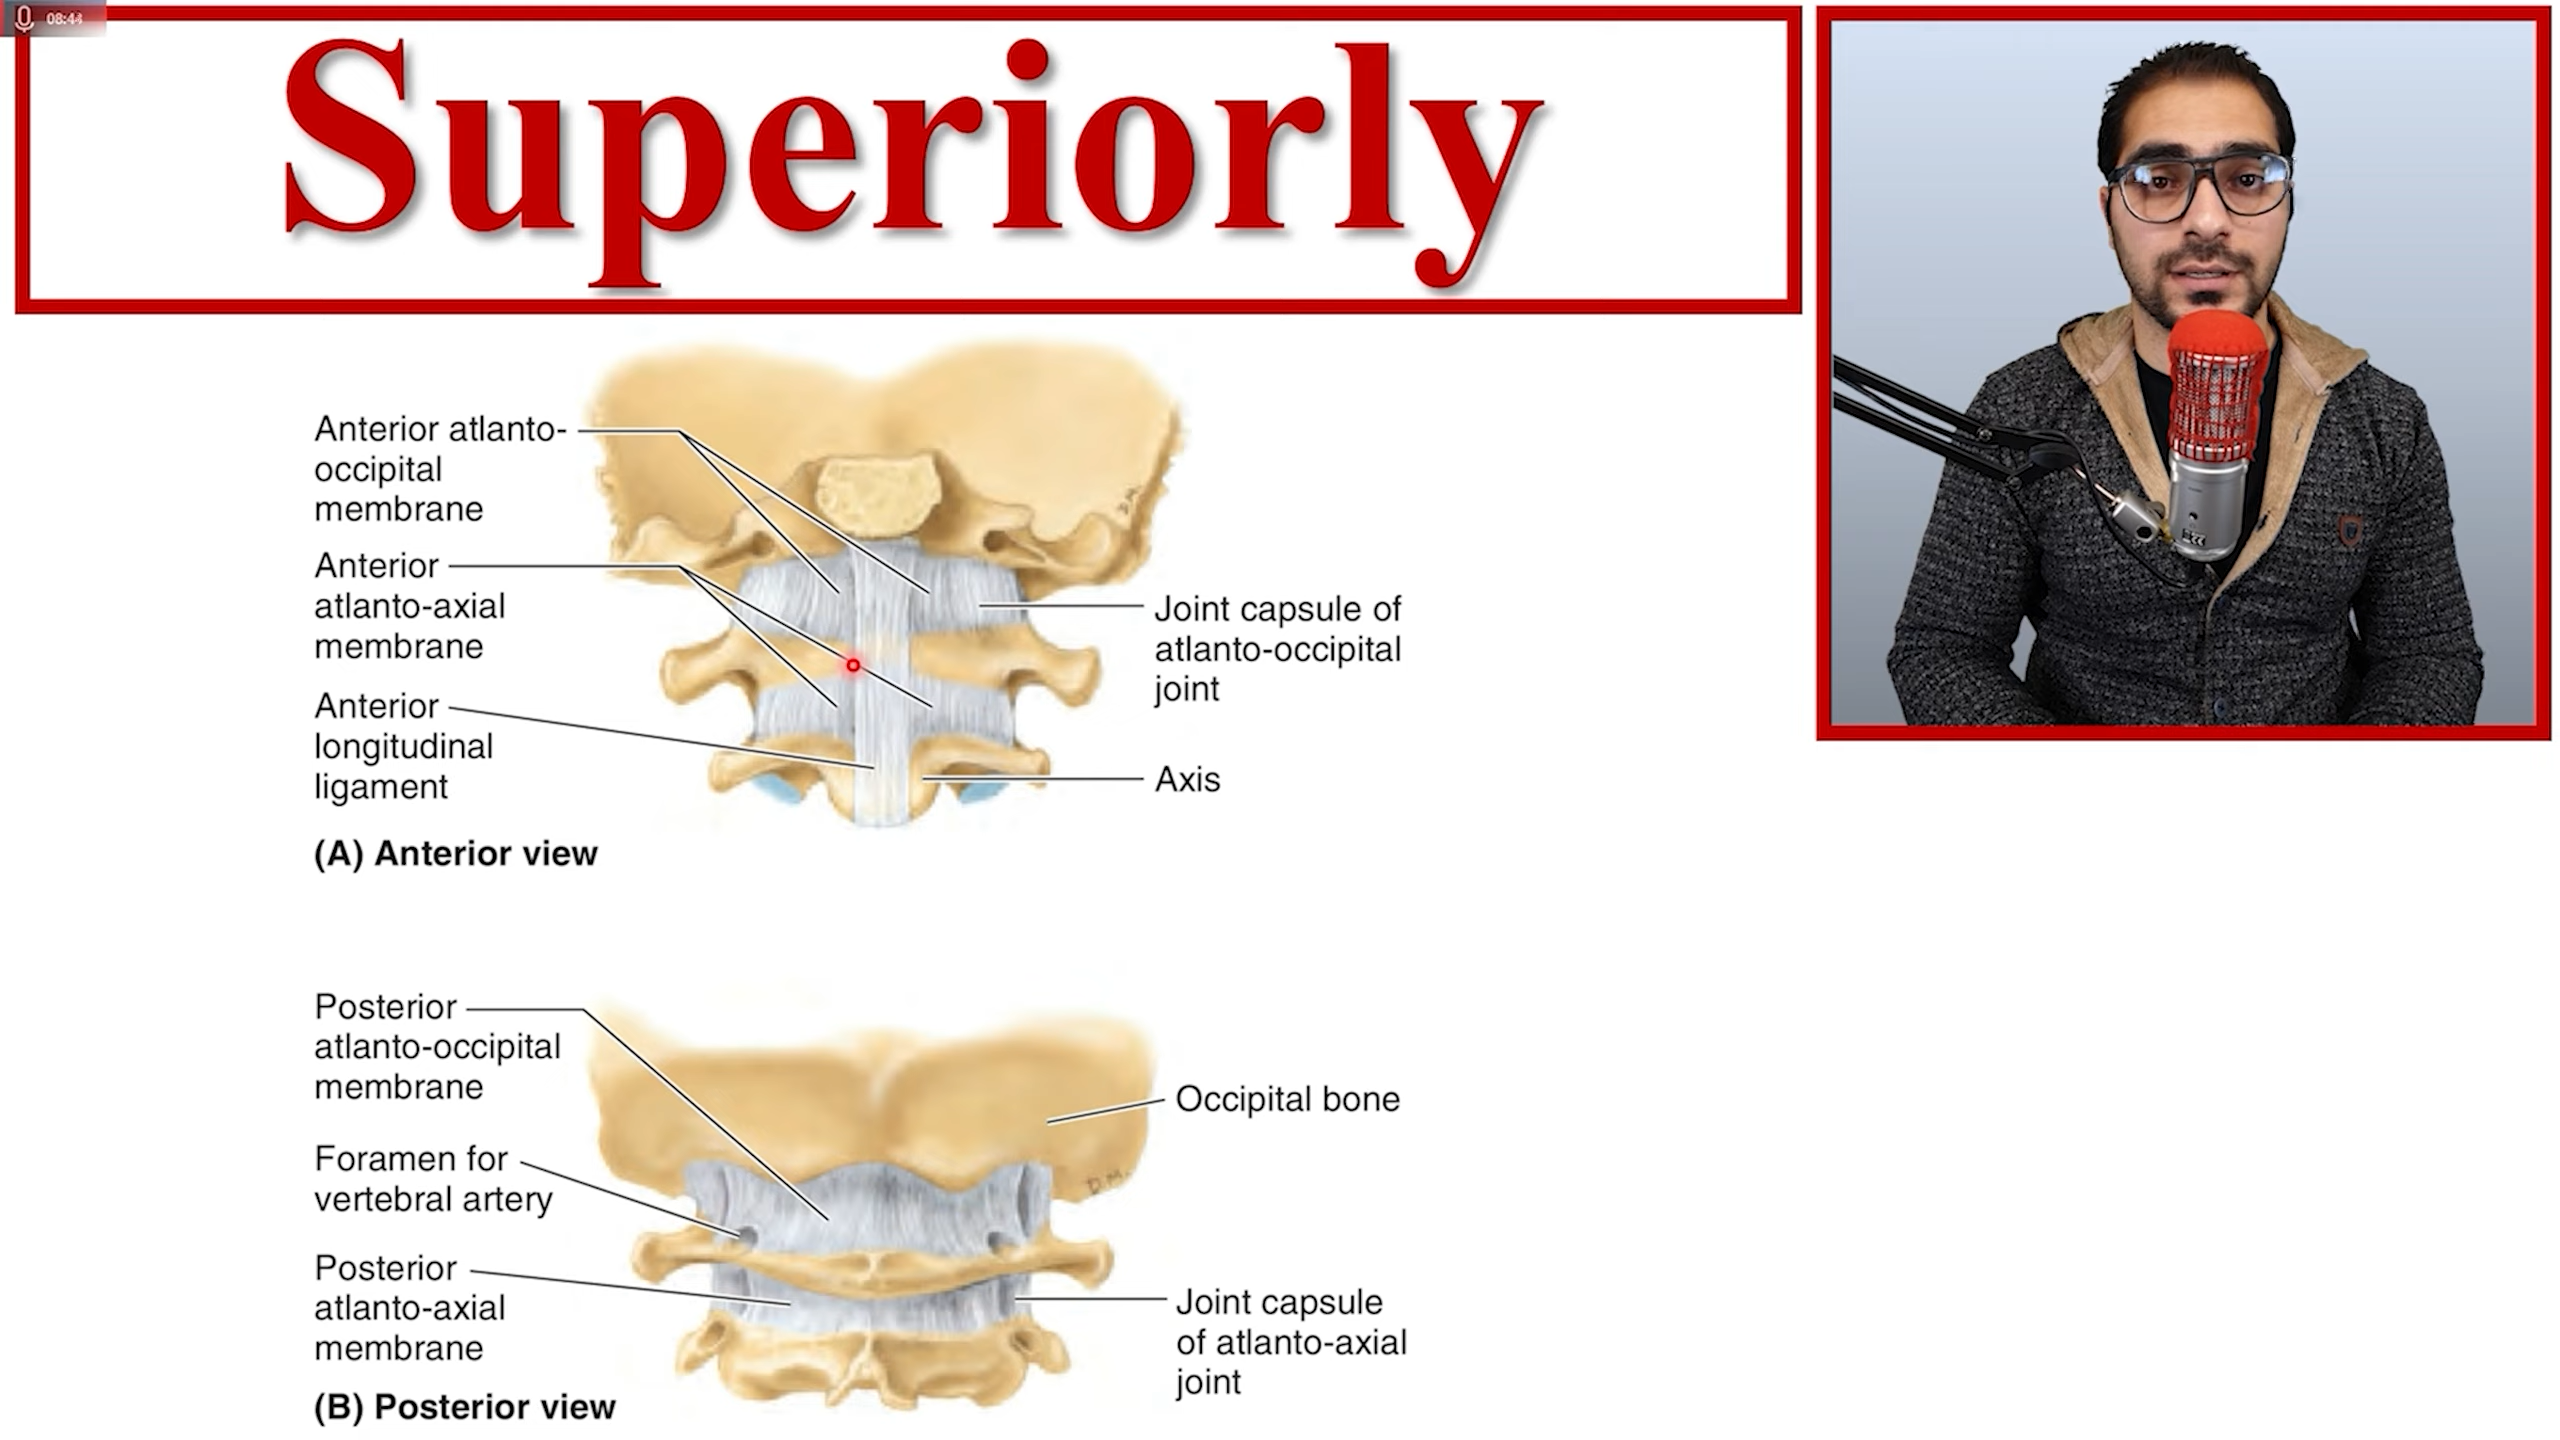 08:44
Superiorly
Anterior atlanto-
occipital
membrane
Anterior
atlanto-axial
membrane
Anterior
longitudinal
ligament
Joint capsule of
atlanto-occipital
joint
Axis
(A) Anterior view
Posterior
atlanto-occipital
membrane
Foramen for
vertebral artery
Posterior
atlanto-axial
membrane
Occipital bone
D.M.
Joint capsule
of atlanto-axial
joint
(B) Posterior view